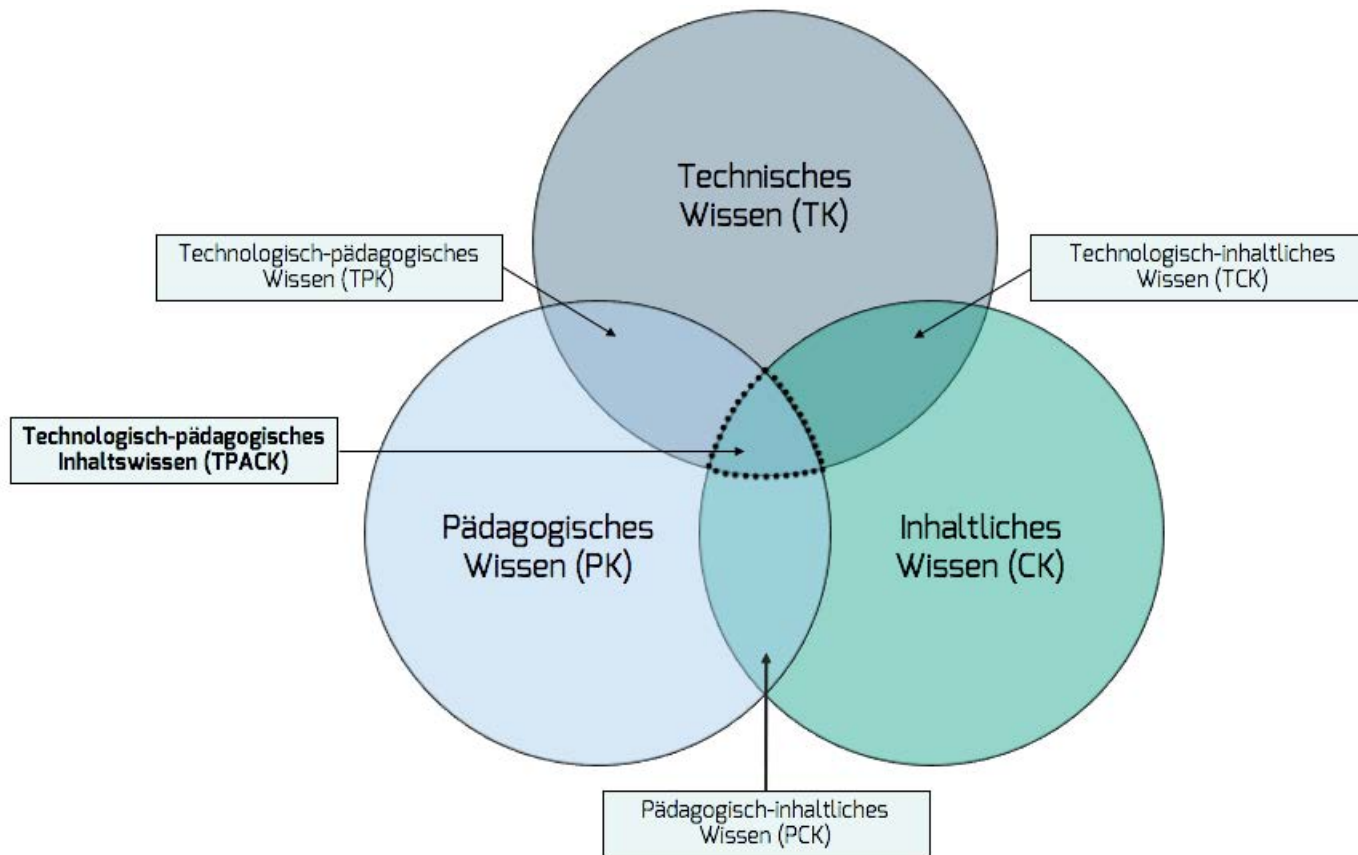 Technisches
Wissen (TK)
Technologisch-pädagogisches
Wissen (TPK)
Technologisch-inhaltliches
Wissen (TCK)
Technologisch-pädagogisches
Inhaltswissen (TPACK)
Pädagogisches
Wissen (PK)
Inhaltliches
Wissen (CK)
Pädagogisch-inhaltliches
Wissen (PCK)